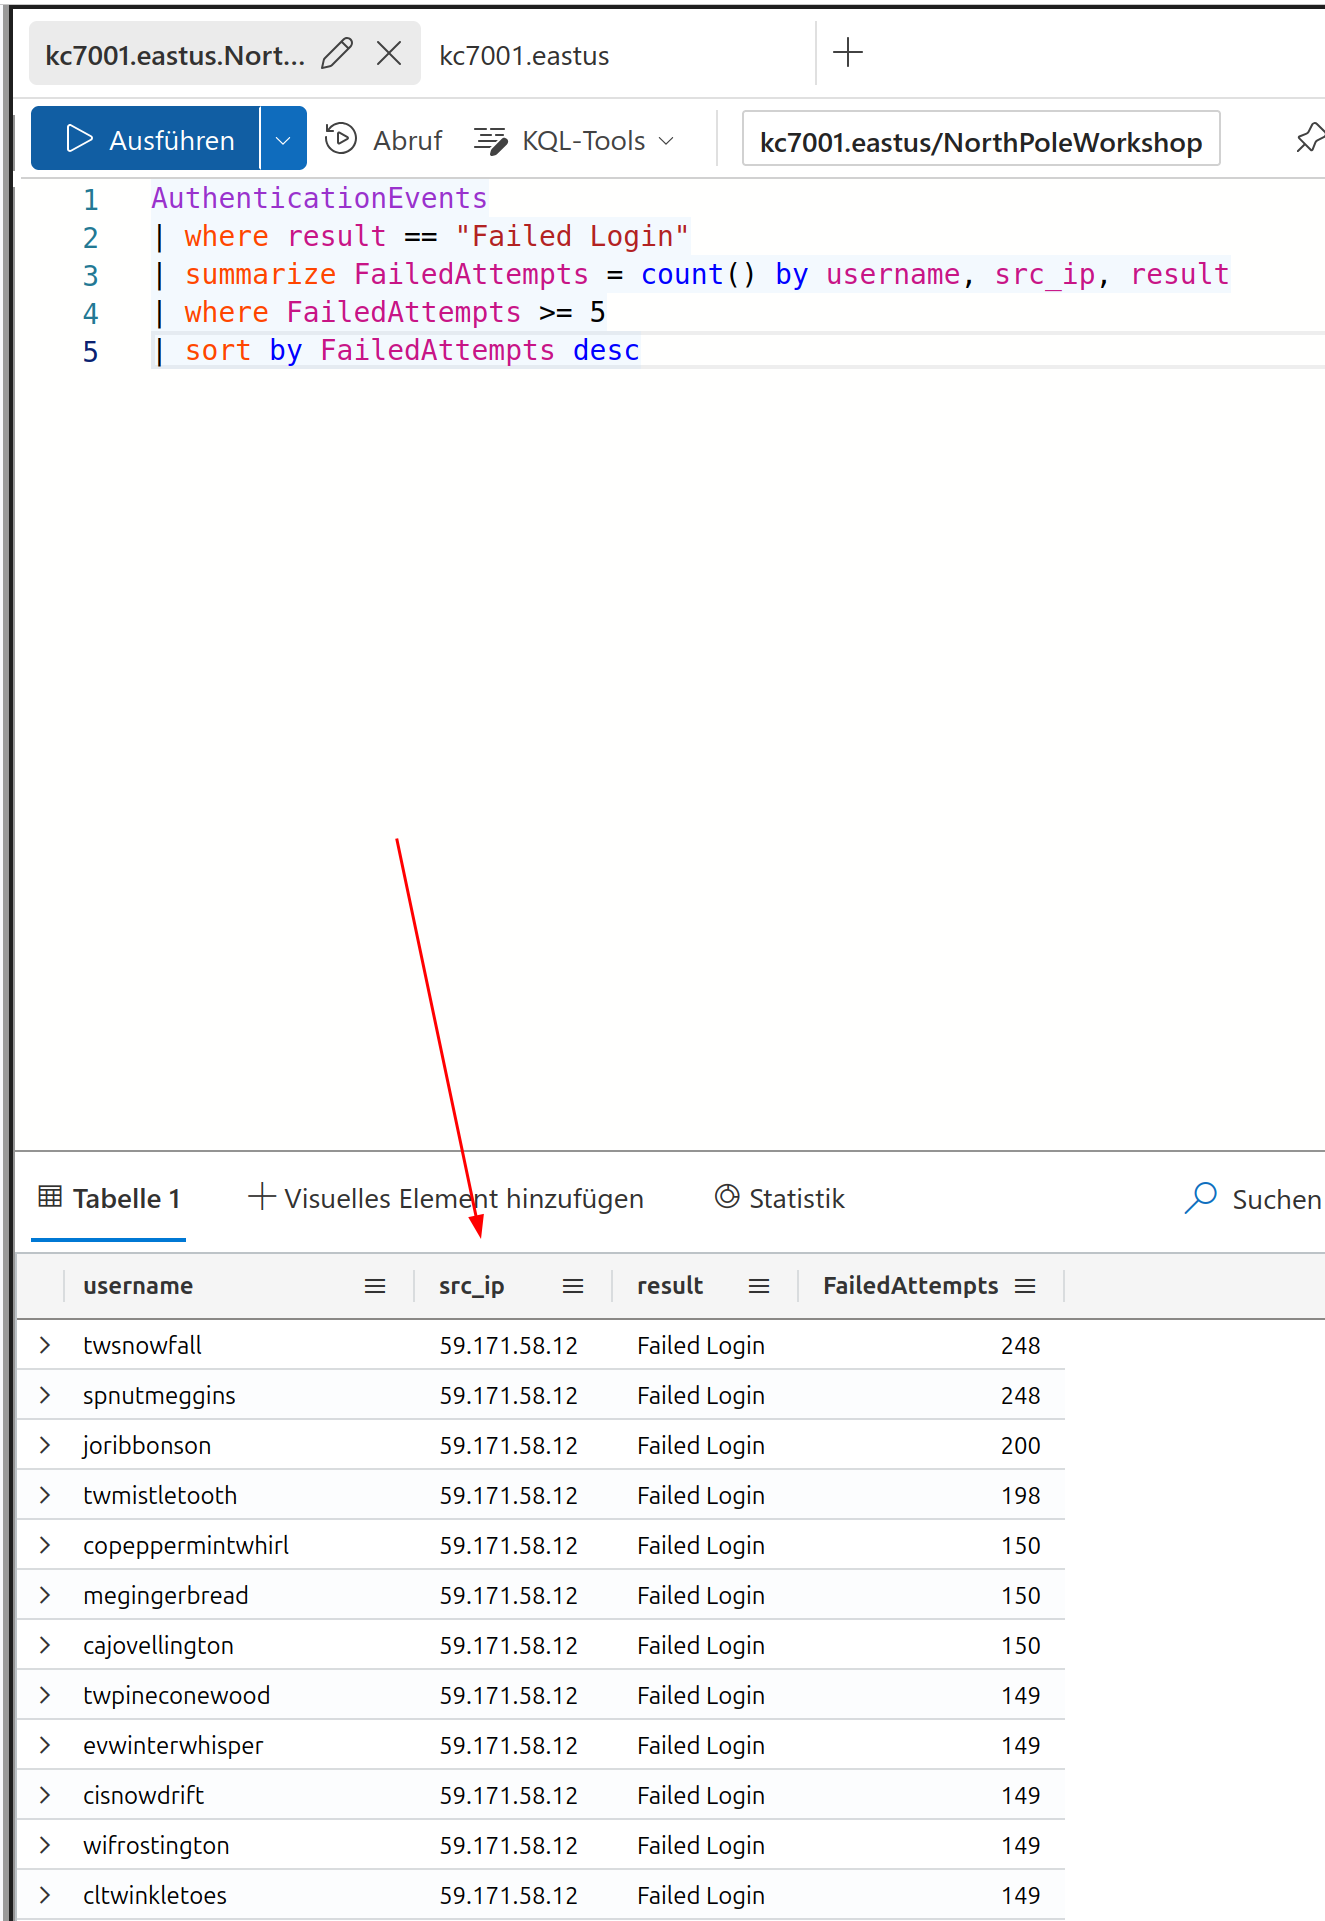 kc7001.eastus.Nort... kc7001.eastus
Ausführen Abruf KQL-Tools kc7001.eastus/NorthPoleWorkshop
1 AuthenticationEvents
2 | where result == "Failed Login"
3 | summarize FailedAttempts = count() by username, src_ip, result
4 | where FailedAttempts >= 5
5 | sort by FailedAttempts desc
Tabelle 1 Visuelles Element hinzufügen Statistik Suchen
username src_ip result FailedAttempts
twsnowfall 59.171.58.12 Failed Login 248
spnutmeggins 59.171.58.12 Failed Login 248
joribbonson 59.171.58.12 Failed Login 200
twmistletooth 59.171.58.12 Failed Login 198
copeppermintwhirl 59.171.58.12 Failed Login 150
megingerbread 59.171.58.12 Failed Login 150
cajovellington 59.171.58.12 Failed Login 150
twpineconewood 59.171.58.12 Failed Login 149
evwinterwhisper 59.171.58.12 Failed Login 149
cisnowdrift 59.171.58.12 Failed Login 149
wifrostington 59.171.58.12 Failed Login 149
cltwinkletoes 59.171.58.12 Failed Login 149